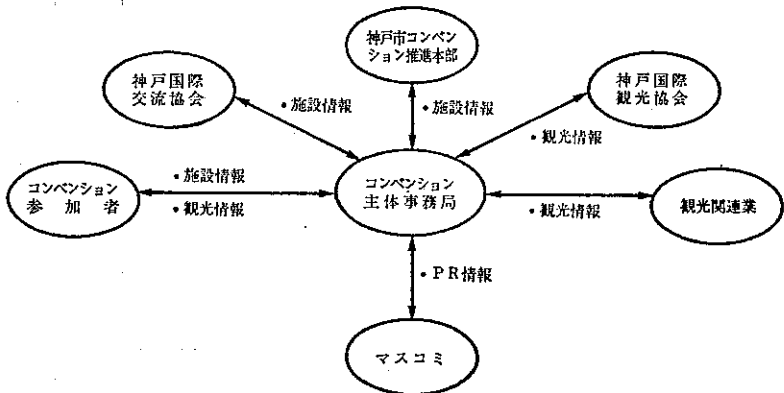 神戸市コンベン
ション推進本部
神戸国際
交流協会
神戸国際
観光協会
・施設情報
・施設情報
・観光情報
コンベンション
参加者
・施設情報
・観光情報
コンベンション
主体事務局
・観光情報
観光関連業
・PR情報
マスコミ